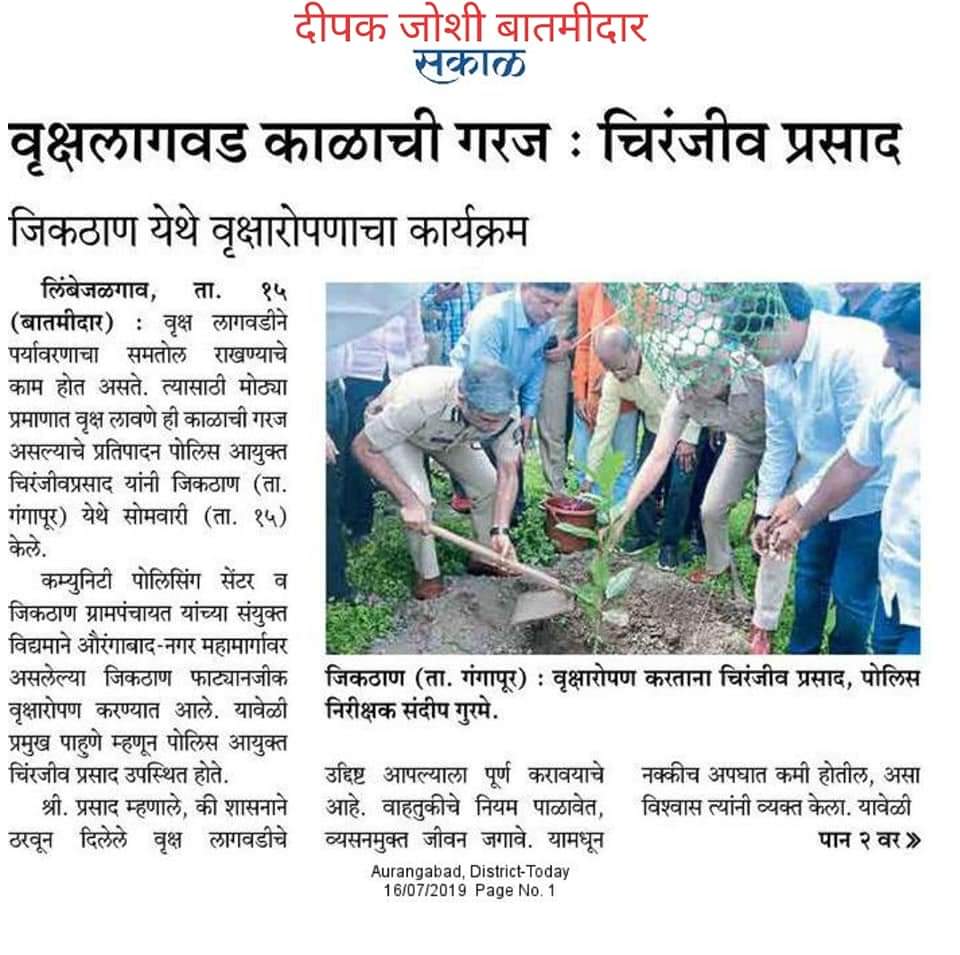 दीपक जोशी बातमीदार
सकाळ
वृक्षलागवड काळाची गरज : चिरंजीव प्रसाद
जिकठाण येथे वृक्षारोपणाचा कार्यक्रम
लिंबेजळगाव, ता. १५
(बातमीदार) : वृक्ष लागवडीने
पर्यावरणाचा समतोल राखण्याचे
काम होत असते. त्यासाठी मोठ्या
प्रमाणात वृक्ष लावणे ही काळाची गरज
असल्याचे प्रतिपादन पोलिस आयुक्त
चिरंजीवप्रसाद यांनी जिकठाण (ता.
गंगापूर) येथे सोमवारी (ता. १५)
केले.
कम्युनिटी पोलिसिंग सेंटर व
जिकठाण ग्रामपंचायत यांच्या संयुक्त
विद्यमाने औरंगाबाद-नगर महामार्गावर
असलेल्या जिकठाण फाट्यानजीक
वृक्षारोपण करण्यात आले. यावेळी
प्रमुख पाहुणे म्हणून पोलिस आयुक्त
चिंरजीव प्रसाद उपस्थित होते.
श्री. प्रसाद म्हणाले, की शासनाने
ठरवून दिलेले वृक्ष लागवडीचे
जिकठाण (ता. गंगापूर) : वृक्षारोपण करताना चिरंजीव प्रसाद, पोलिस
निरीक्षक संदीप गुरमे.
उद्दिष्ट आपल्याला पूर्ण करावयाचे
आहे. वाहतुकीचे नियम पाळावेत,
व्यसनमुक्त जीवन जगावे. यामधून
नक्कीच अपघात कमी होतील, असा
विश्वास त्यांनी व्यक्त केला. यावेळी
पान २ वर »
Aurangabad, District-Today
16/07/2019 Page No. 1